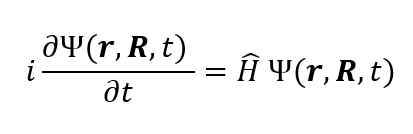 i ∂Ψ(r, R, t)/∂t = Ĥ Ψ(r, R, t)